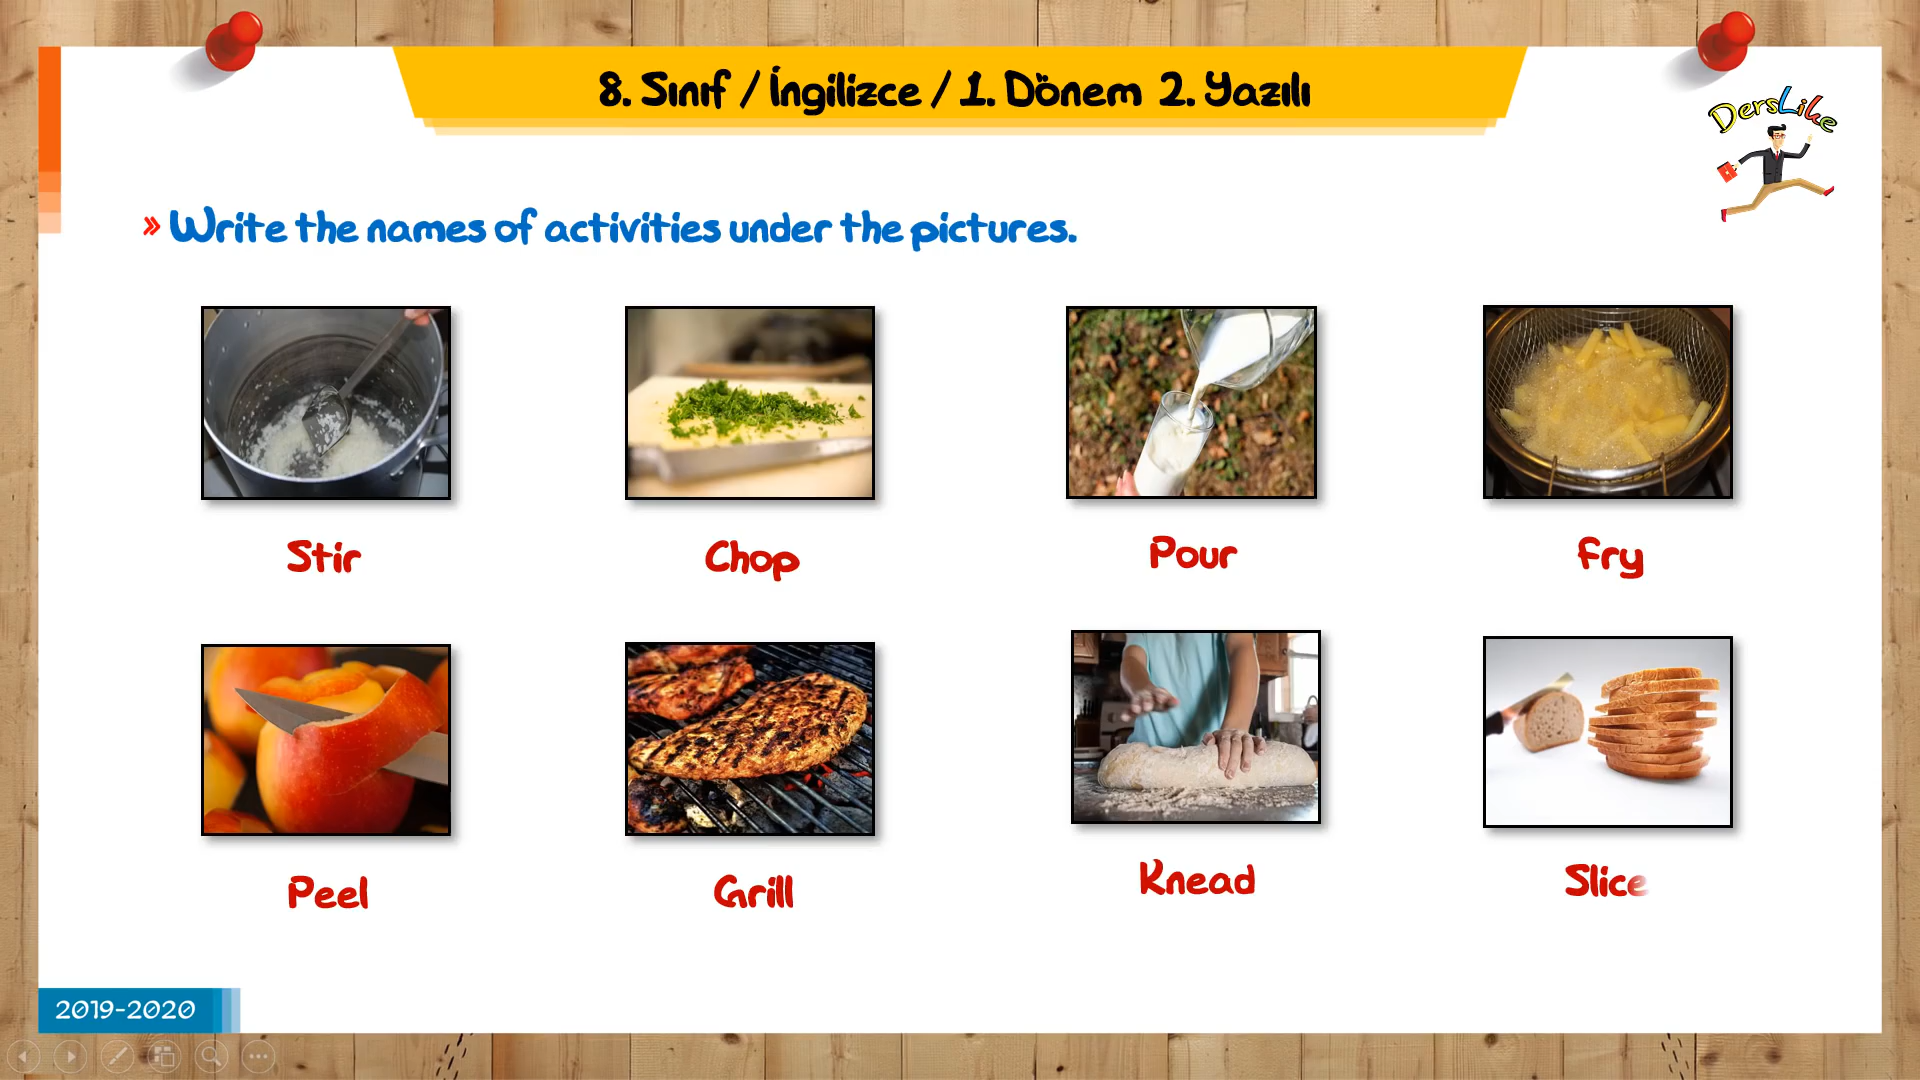 8. Sınıf / İngilizce / 1. Dönem 2. Yazılı
DersLike
» Write the names of activities under the pictures.
Stir Chop Pour Fry
Peel Grill Knead Slice
2019-2020